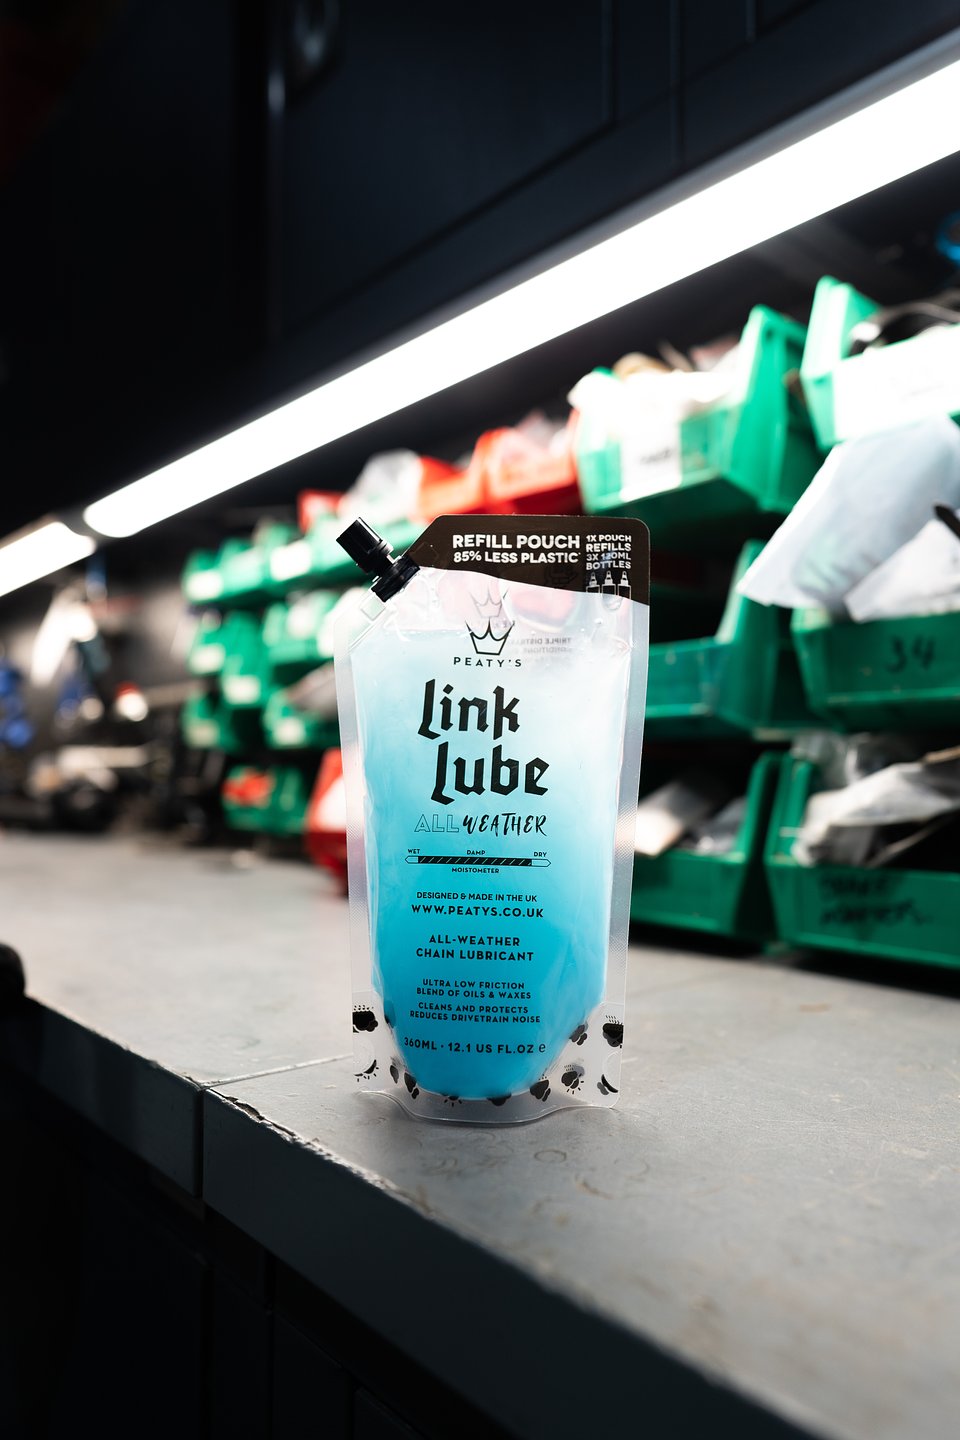 REFILL POUCH
85% LESS PLASTIC
1X POUCH
REFILLS
3X 120ML
BOTTLES
PEATY'S
Link
Lube
ALL WEATHER
WET DAMP DRY
MOISTOMETER
DESIGNED & MADE IN THE UK
WWW.PEATYS.CO.UK
ALL-WEATHER
CHAIN LUBRICANT
ULTRA LOW FRICTION
BLEND OF OILS & WAXES
CLEANS AND PROTECTS
REDUCES DRIVETRAIN NOISE
360ML · 12.1 US FL.OZ e
34